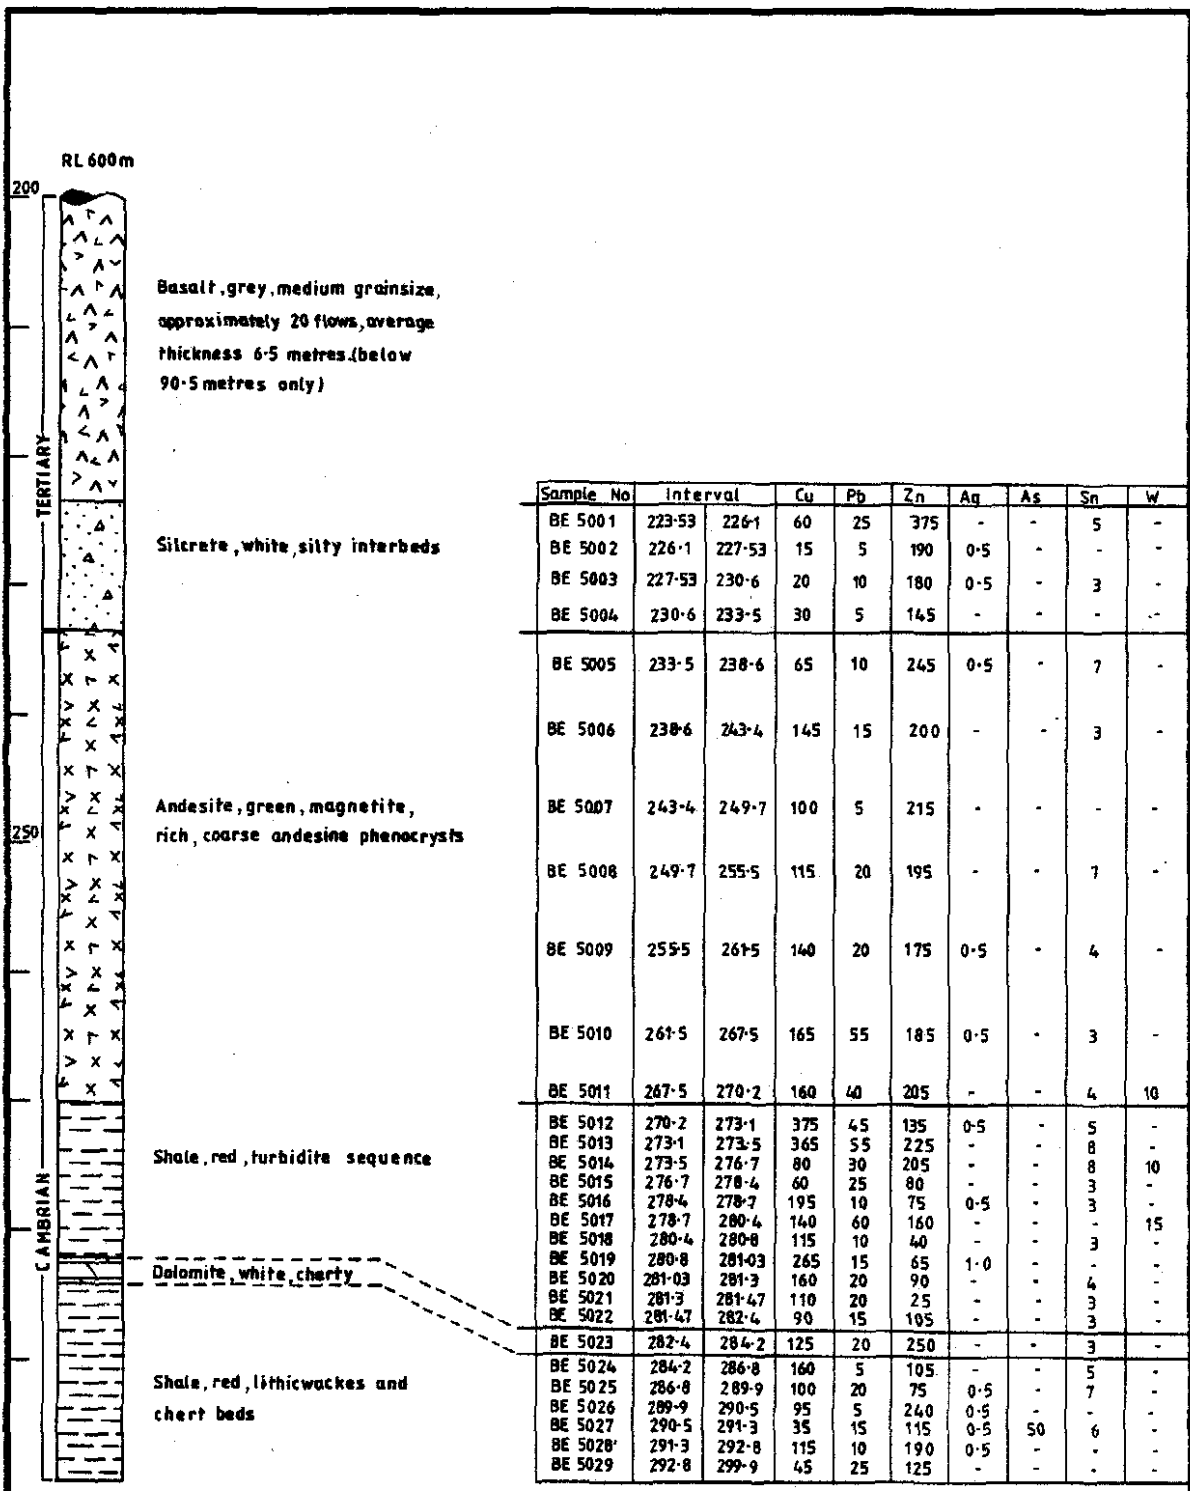 RL 600m
200
TERTIARY
Basalt, grey, medium grainsize,
approximately 20 flows, average
thickness 6·5 metres. (below
90·5 metres only)
Silcrete, white, silty interbeds
250
Andesite, green, magnetite,
rich, coarse andesine phenocrysts
CAMBRIAN
Shale, red, turbidite sequence
Dolomite, white, cherty
Shale, red, lithicwackes and
chert beds
Sample No Interval Cu Pb Zn Ag As Sn W
BE 5001 223·53 226·1 60 25 375 - - 5 -
BE 5002 226·1 227·53 15 5 190 0·5 - - -
BE 5003 227·53 230·6 20 10 180 0·5 - 3 -
BE 5004 230·6 233·5 30 5 145 - - - -
BE 5005 233·5 238·6 65 10 245 0·5 - 7 -
BE 5006 238·6 243·4 145 15 200 - - 3 -
BE 5007 243·4 249·7 100 5 215 - - - -
BE 5008 249·7 255·5 115 20 195 - - 7 -
BE 5009 255·5 261·5 140 20 175 0·5 - 4 -
BE 5010 261·5 267·5 165 55 185 0·5 - 3 -
BE 5011 267·5 270·2 160 40 205 - - 4 10
BE 5012 270·2 273·1 375 45 135 0·5 - 5 -
BE 5013 273·1 273·5 365 55 225 - - 8 -
BE 5014 273·5 276·7 80 30 205 - - 8 10
BE 5015 276·7 278·4 60 25 80 - - 3 -
BE 5016 278·4 278·7 195 10 75 0·5 - 3 -
BE 5017 278·7 280·4 140 60 160 - - - 15
BE 5018 280·4 280·8 115 10 40 - - 3 -
BE 5019 280·8 281·03 265 15 65 1·0 - - -
BE 5020 281·03 281·3 160 20 90 - - 4 -
BE 5021 281·3 281·47 110 20 25 - - 3 -
BE 5022 281·47 282·4 90 15 105 - - 3 -
BE 5023 282·4 284·2 125 20 250 - - 3 -
BE 5024 284·2 286·8 160 5 105 - - 5 -
BE 5025 286·8 289·9 100 20 75 0·5 - 7 -
BE 5026 289·9 290·5 95 5 240 0·5 - - -
BE 5027 290·5 291·3 35 15 115 0·5 50 6 -
BE 5028 291·3 292·8 115 10 190 0·5 - - -
BE 5029 292·8 299·9 45 25 125 - - - -